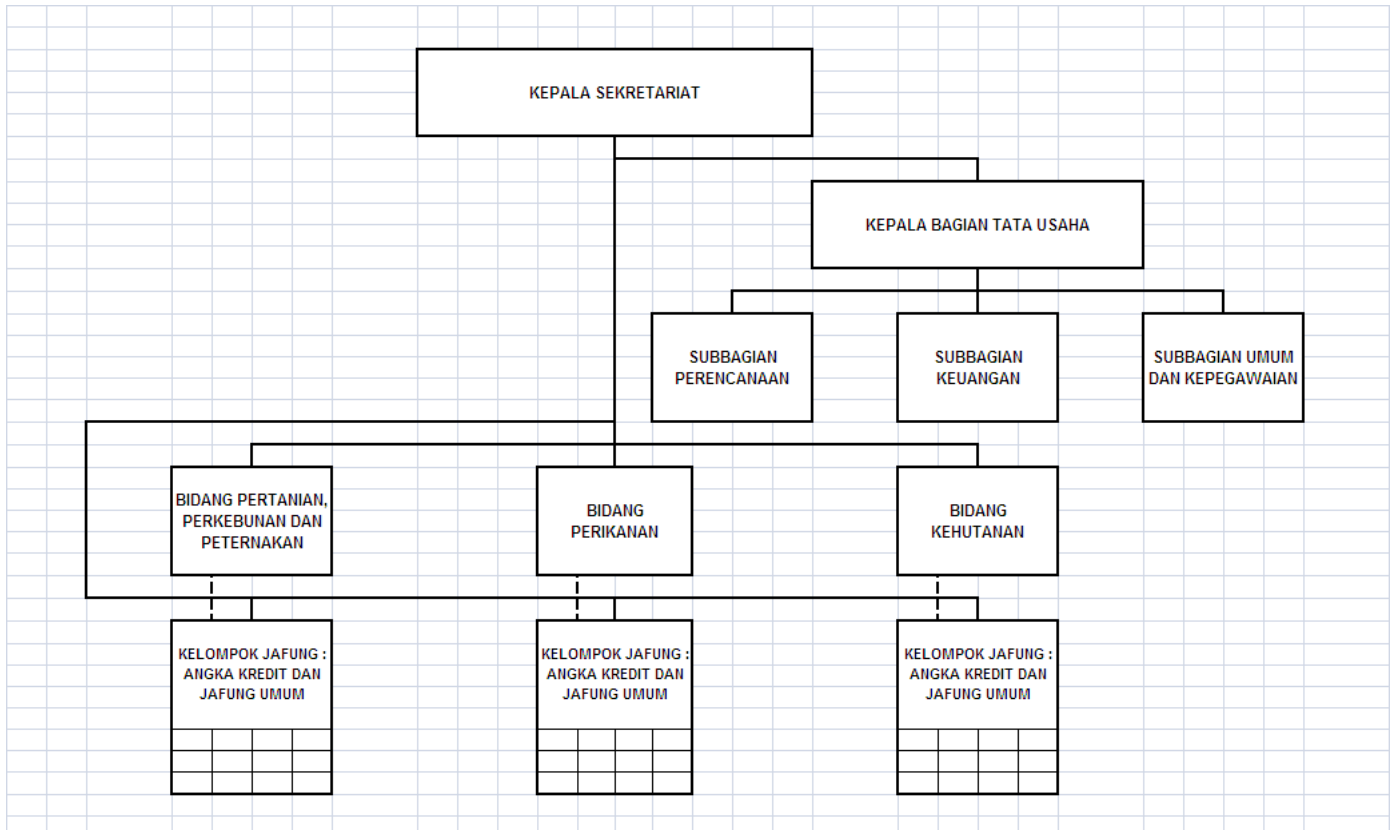 KEPALA SEKRETARIAT
KEPALA BAGIAN TATA USAHA
SUBBAGIAN
PERENCANAAN
SUBBAGIAN
KEUANGAN
SUBBAGIAN UMUM
DAN KEPEGAWAIAN
BIDANG PERTANIAN,
PERKEBUNAN DAN
PETERNAKAN
BIDANG
PERIKANAN
BIDANG
KEHUTANAN
KELOMPOK JAFUNG :
ANGKA KREDIT DAN
JAFUNG UMUM
KELOMPOK JAFUNG :
ANGKA KREDIT DAN
JAFUNG UMUM
KELOMPOK JAFUNG :
ANGKA KREDIT DAN
JAFUNG UMUM